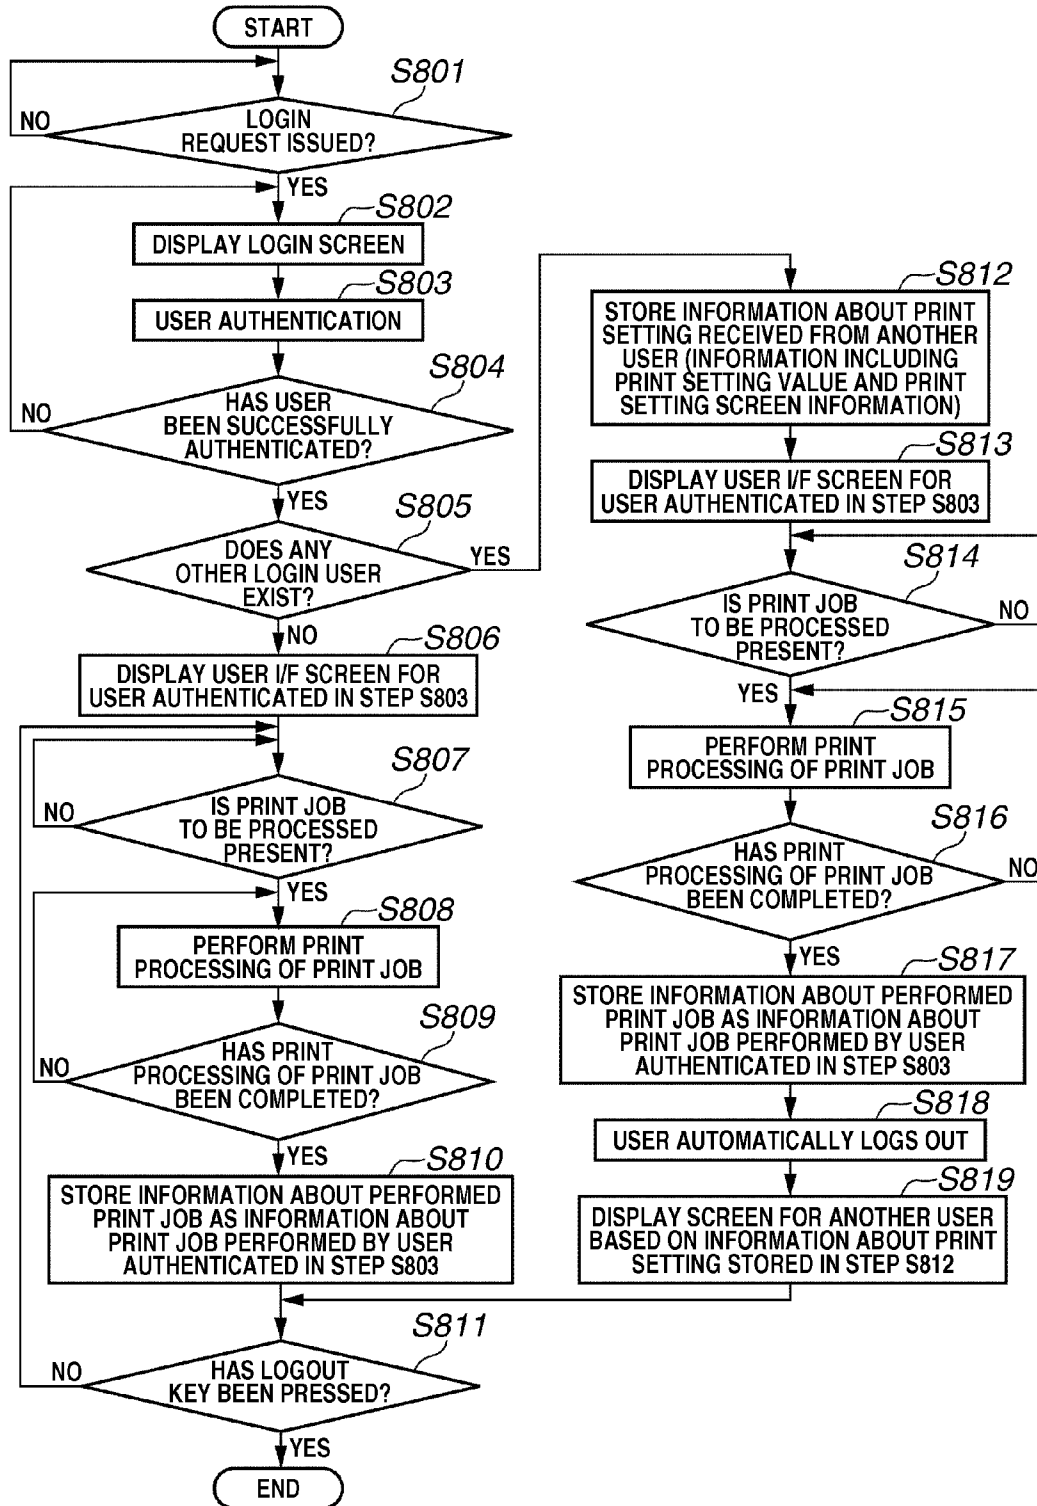 START
S801
LOGIN
REQUEST ISSUED?
NO
YES
S802
DISPLAY LOGIN SCREEN
S803
USER AUTHENTICATION
S804
HAS USER
BEEN SUCCESSFULLY
AUTHENTICATED?
NO
YES
S805
DOES ANY
OTHER LOGIN USER
EXIST?
YES
NO
S806
DISPLAY USER I/F SCREEN FOR
USER AUTHENTICATED IN STEP S803
S807
IS PRINT JOB
TO BE PROCESSED
PRESENT?
NO
YES
S808
PERFORM PRINT
PROCESSING OF PRINT JOB
S809
HAS PRINT
PROCESSING OF PRINT JOB
BEEN COMPLETED?
NO
YES
S810
STORE INFORMATION ABOUT PERFORMED
PRINT JOB AS INFORMATION ABOUT
PRINT JOB PERFORMED BY USER
AUTHENTICATED IN STEP S803
S811
HAS LOGOUT
KEY BEEN PRESSED?
NO
YES
END
S812
STORE INFORMATION ABOUT PRINT
SETTING RECEIVED FROM ANOTHER
USER (INFORMATION INCLUDING
PRINT SETTING VALUE AND PRINT
SETTING SCREEN INFORMATION)
S813
DISPLAY USER I/F SCREEN FOR
USER AUTHENTICATED IN STEP S803
S814
IS PRINT JOB
TO BE PROCESSED
PRESENT?
NO
YES
S815
PERFORM PRINT
PROCESSING OF PRINT JOB
S816
HAS PRINT
PROCESSING OF PRINT JOB
BEEN COMPLETED?
NO
YES
S817
STORE INFORMATION ABOUT PERFORMED
PRINT JOB AS INFORMATION ABOUT
PRINT JOB PERFORMED BY USER
AUTHENTICATED IN STEP S803
S818
USER AUTOMATICALLY LOGS OUT
S819
DISPLAY SCREEN FOR ANOTHER USER
BASED ON INFORMATION ABOUT PRINT
SETTING STORED IN STEP S812